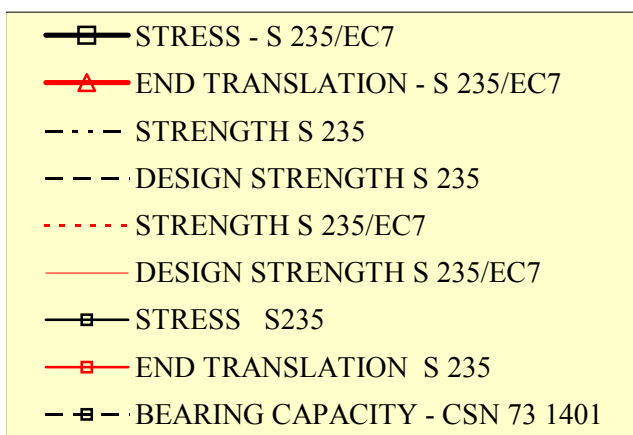 STRESS - S 235/EC7
END TRANSLATION - S 235/EC7
STRENGTH S 235
DESIGN STRENGTH S 235
STRENGTH S 235/EC7
DESIGN STRENGTH S 235/EC7
STRESS   S235
END TRANSLATION  S 235
BEARING CAPACITY - CSN 73 1401